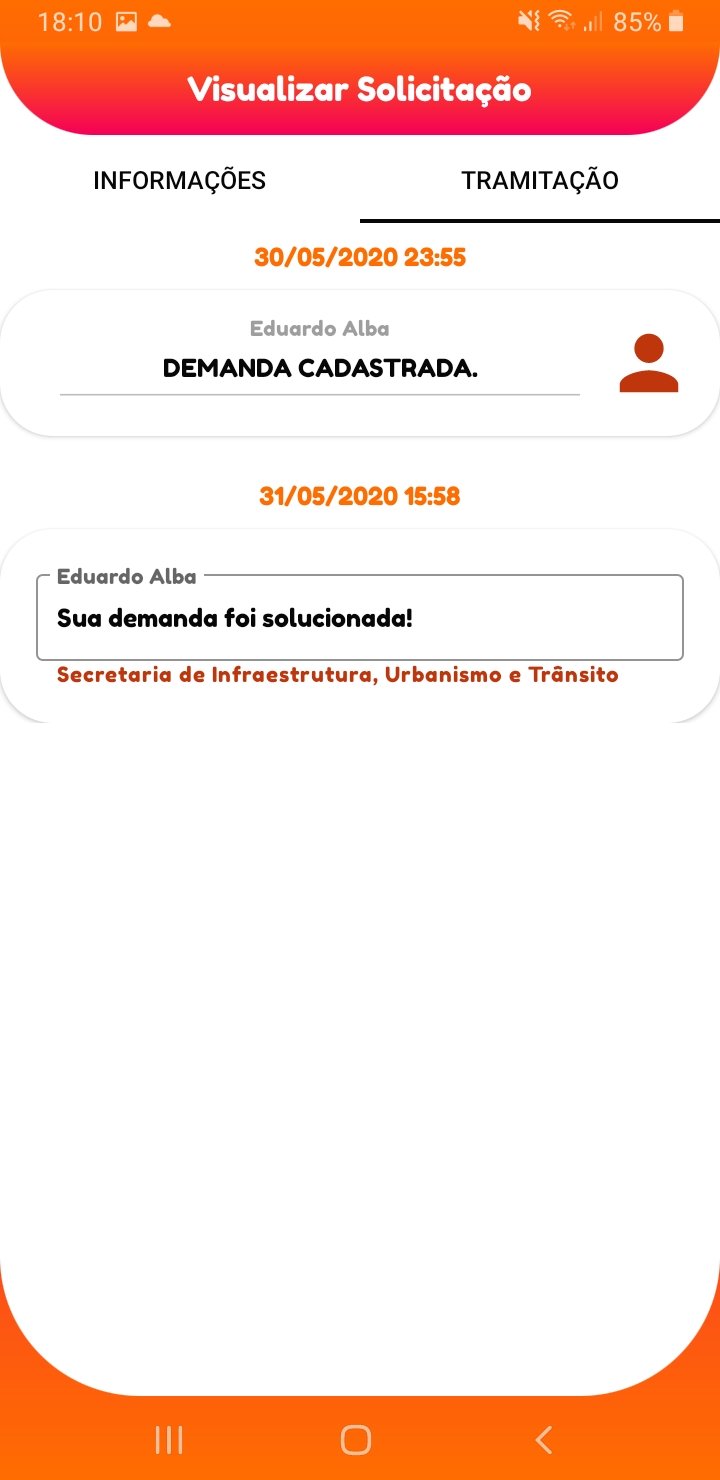 18:10 85%
Visualizar Solicitação
INFORMAÇÕES TRAMITAÇÃO
30/05/2020 23:55
Eduardo Alba
DEMANDA CADASTRADA.
31/05/2020 15:58
Eduardo Alba
Sua demanda foi solucionada!
Secretaria de Infraestrutura, Urbanismo e Trânsito